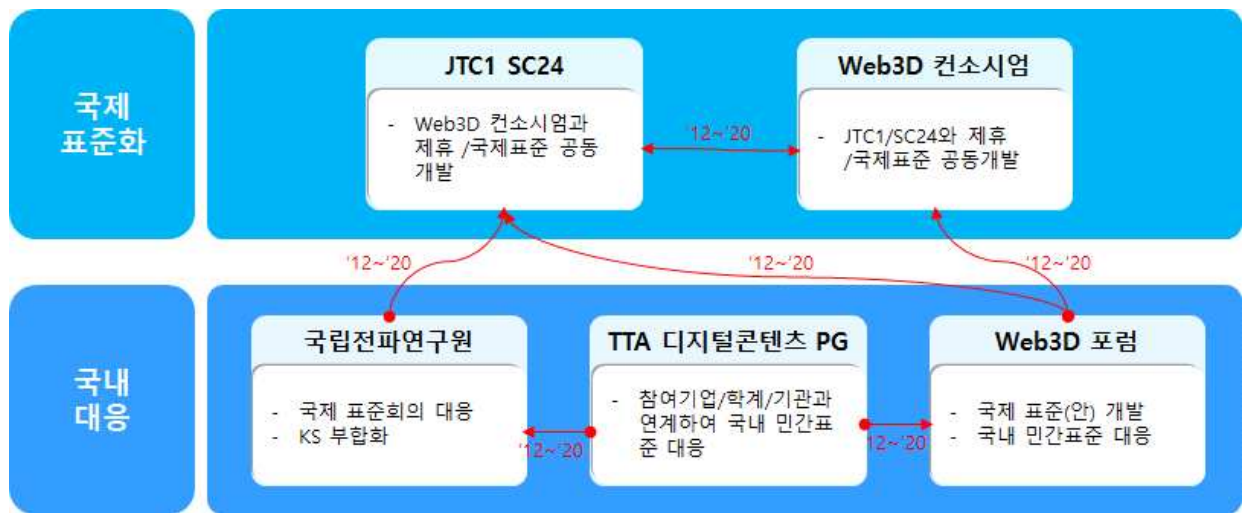 국제
표준화
JTC1 SC24
- Web3D 컨소시엄과
제휴 /국제표준 공동
개발
'12~'20
Web3D 컨소시엄
- JTC1/SC24와 제휴
/국제표준 공동개발
'12~'20
'12~'20
'12~'20
국내
대응
국립전파연구원
- 국제 표준회의 대응
- KS 부합화
'12~'20
TTA 디지털콘텐츠 PG
- 참여기업/학계/기관과
연계하여 국내 민간표
준 대응
'12~'20
Web3D 포럼
- 국제 표준(안) 개발
- 국내 민간표준 대응